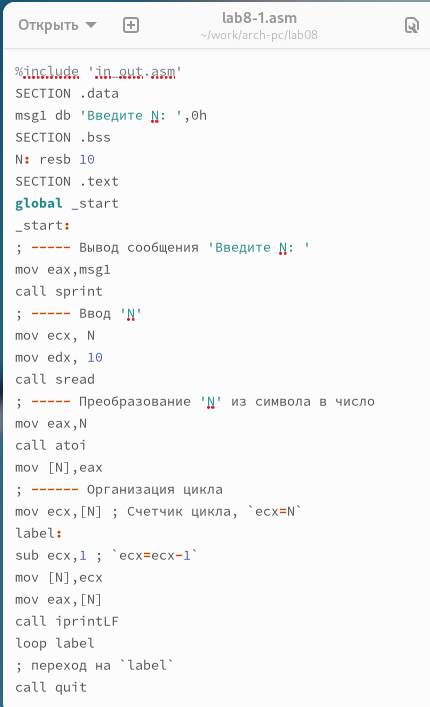 Открыть
lab8-1.asm
~/work/arch-pc/lab08
%include 'in_out.asm'
SECTION .data
msg1 db 'Введите N: ',0h
SECTION .bss
N: resb 10
SECTION .text
global _start
_start:
; ----- Вывод сообщения 'Введите N: '
mov eax,msg1
call sprint
; ----- Ввод 'N'
mov ecx, N
mov edx, 10
call sread
; ----- Преобразование 'N' из символа в число
mov eax,N
call atoi
mov [N],eax
; ------ Организация цикла
mov ecx,[N] ; Счетчик цикла, `ecx=N`
label:
sub ecx,1 ; `ecx=ecx-1`
mov [N],ecx
mov eax,[N]
call iprintLF
loop label
; переход на `label`
call quit